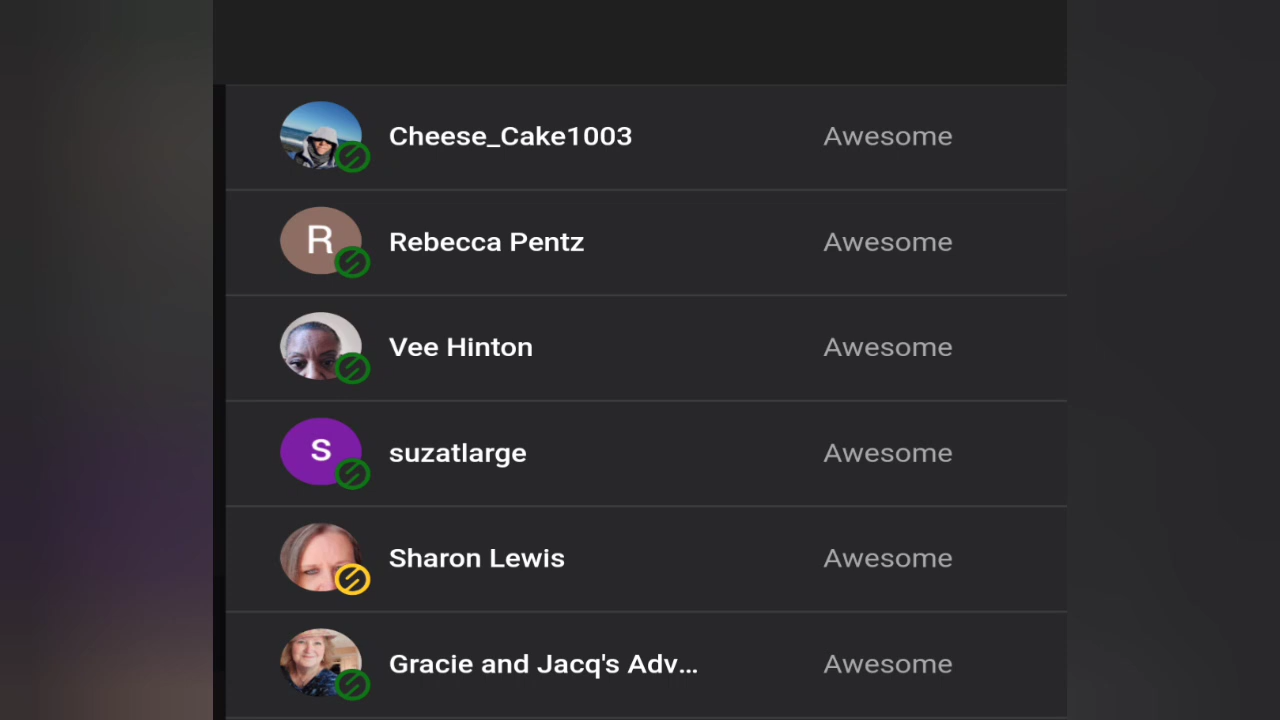 Cheese_Cake1003 Awesome
R
Rebecca Pentz Awesome
Vee Hinton Awesome
S
suzatlarge Awesome
Sharon Lewis Awesome
Gracie and Jacq's Adv... Awesome